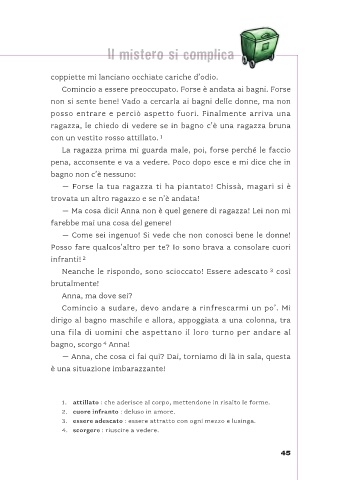 Il mistero si complica
coppiette mi lanciano occhiate cariche d'odio.
Comincio a essere preoccupato. Forse è andata ai bagni. Forse
non si sente bene! Vado a cercarla ai bagni delle donne, ma non
posso entrare e perciò aspetto fuori. Finalmente arriva una
ragazza, le chiedo di vedere se in bagno c'è una ragazza bruna
con un vestito rosso attillato. 1
La ragazza prima mi guarda male, poi, forse perché le faccio
pena, acconsente e va a vedere. Poco dopo esce e mi dice che in
bagno non c'è nessuno:
— Forse la tua ragazza ti ha piantato! Chissà, magari si è
trovata un altro ragazzo e se n'è andata!
— Ma cosa dici! Anna non è quel genere di ragazza! Lei non mi
farebbe mai una cosa del genere!
— Come sei ingenuo! Si vede che non conosci bene le donne!
Posso fare qualcos'altro per te? Io sono brava a consolare cuori
infranti! 2
Neanche le rispondo, sono scioccato! Essere adescato 3 così
brutalmente!
Anna, ma dove sei?
Comincio a sudare, devo andare a rinfrescarmi un po'. Mi
dirigo al bagno maschile e allora, appoggiata a una colonna, tra
una fila di uomini che aspettano il loro turno per andare al
bagno, scorgo 4 Anna!
— Anna, che cosa ci fai qui? Dai, torniamo di là in sala, questa
è una situazione imbarazzante!
1. attillato : che aderisce al corpo, mettendone in risalto le forme.
2. cuore infranto : deluso in amore.
3. essere adescato : essere attratto con ogni mezzo e lusinga.
4. scorgere : riuscire a vedere.
45